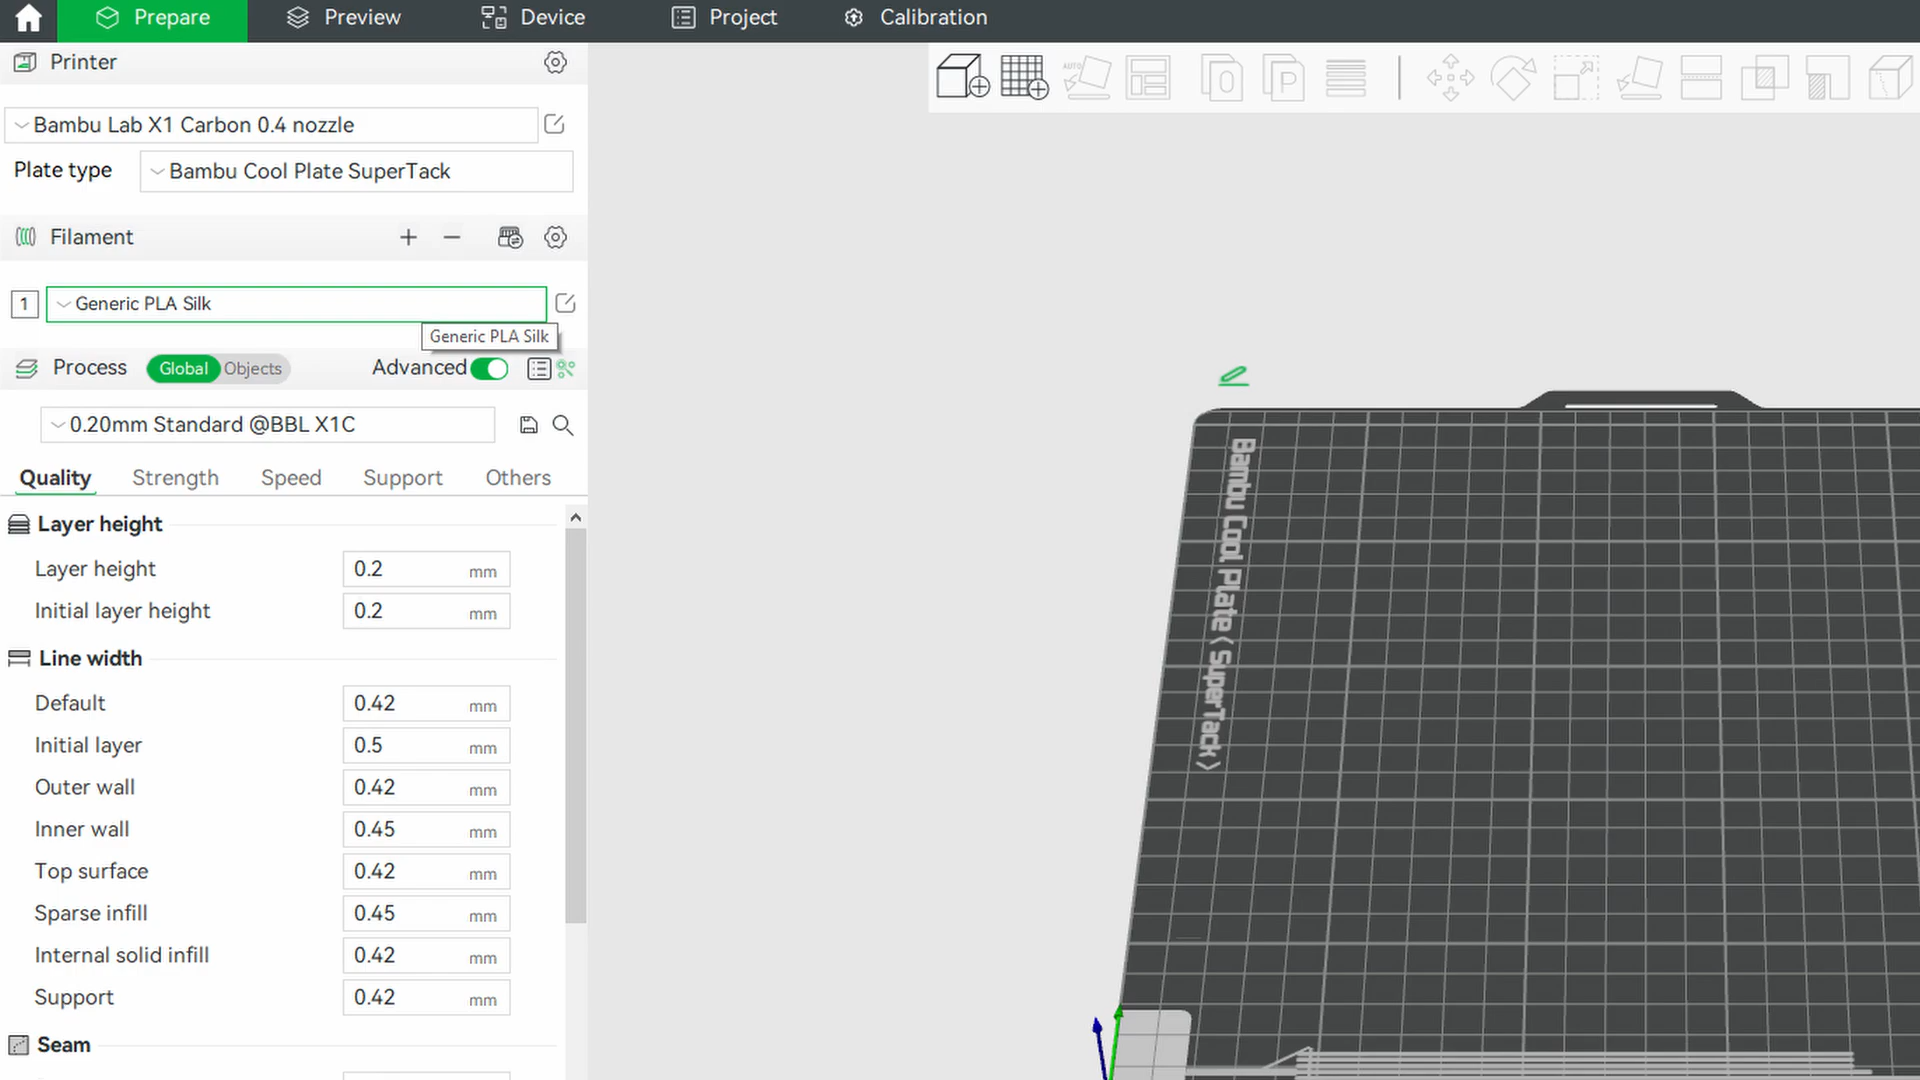 Prepare
Preview
Device
Project
Calibration
Printer
AUTO
O
P
Bambu Lab X1 Carbon 0.4 nozzle
Plate type
Bambu Cool Plate SuperTack
Filament
1
Generic PLA Silk
Generic PLA Silk
Process
Global
Objects
Advanced
0.20mm Standard @BBL X1C
Quality
Strength
Speed
Support
Others
Layer height
Layer height 0.2 mm
Initial layer height 0.2 mm
Line width
Default 0.42 mm
Initial layer 0.5 mm
Outer wall 0.42 mm
Inner wall 0.45 mm
Top surface 0.42 mm
Sparse infill 0.45 mm
Internal solid infill 0.42 mm
Support 0.42 mm
Seam
Bambu Cool Plate ( SuperTack )